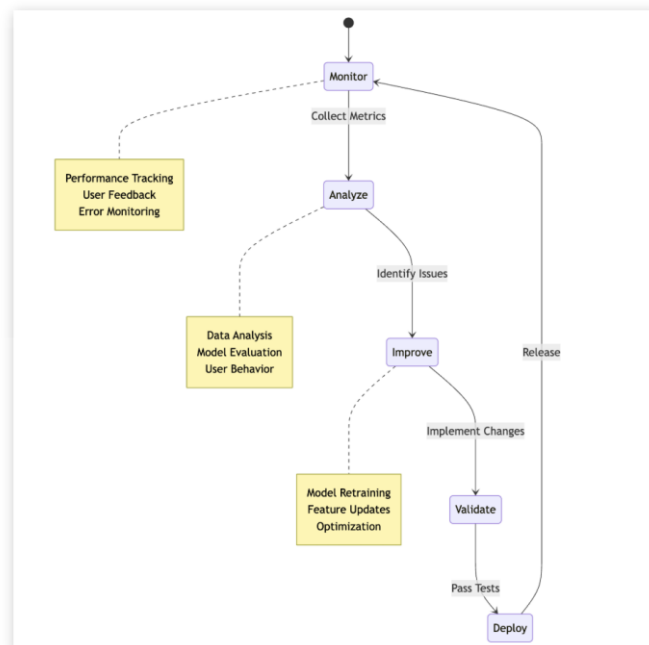 Monitor
Collect Metrics
Performance Tracking
User Feedback
Error Monitoring
Analyze
Identify Issues
Data Analysis
Model Evaluation
User Behavior
Improve
Release
Implement Changes
Model Retraining
Feature Updates
Optimization
Validate
Pass Tests
Deploy